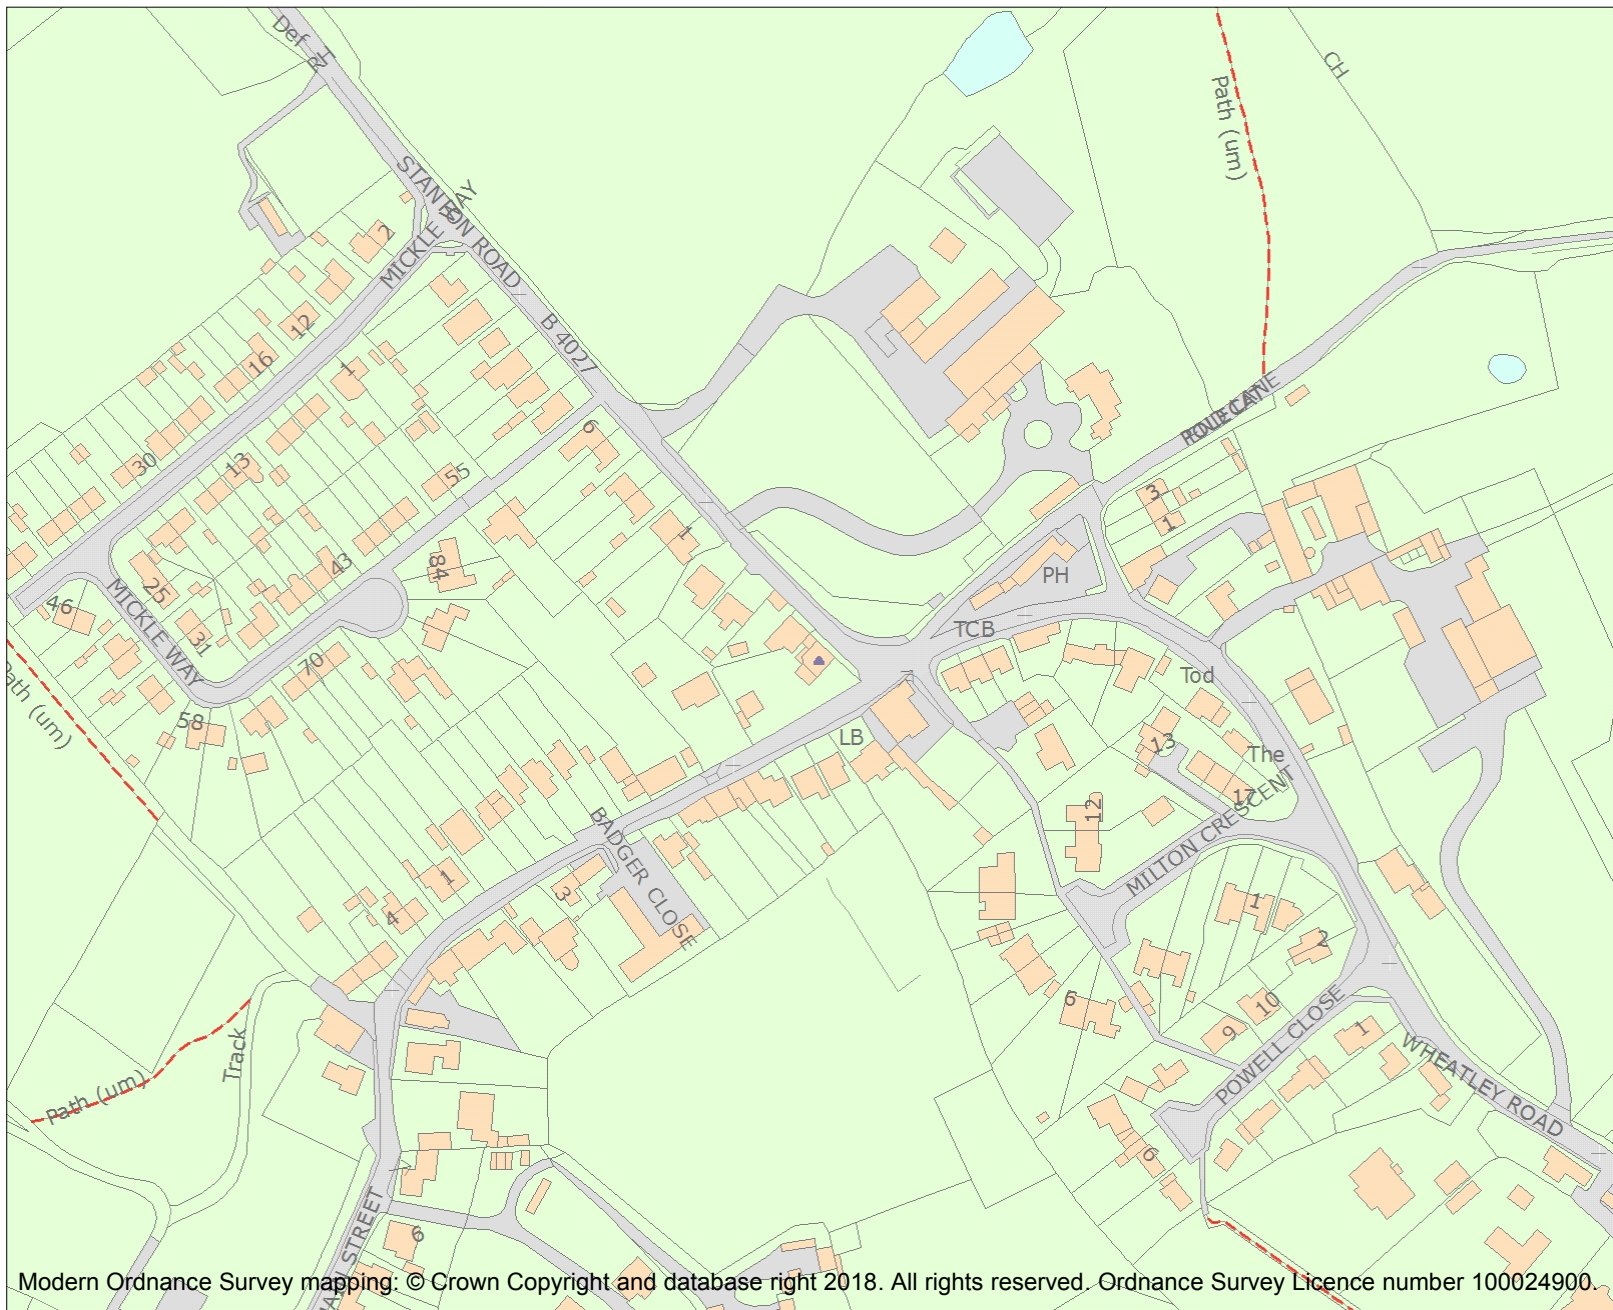 Def
CH
Path (um)
STANTON ROAD
MICKLE WAY
2
B 4027
12
16
1
30
13
55
6
POLECAT LANE
3
1
1
PH
43
84
25
46
MICKLE WAY
31
TCB
70
Tod
Path (um)
58
LB
13
The
17
12
MILTON CRESCENT
BADGER CLOSE
1
3
4
1
2
6
10
9
POWELL CLOSE
1
WHEATLEY ROAD
Track
Path (um)
6
7
STREET
6
Modern Ordnance Survey mapping: © Crown Copyright and database right 2018. All rights reserved. Ordnance Survey Licence number 100024900.